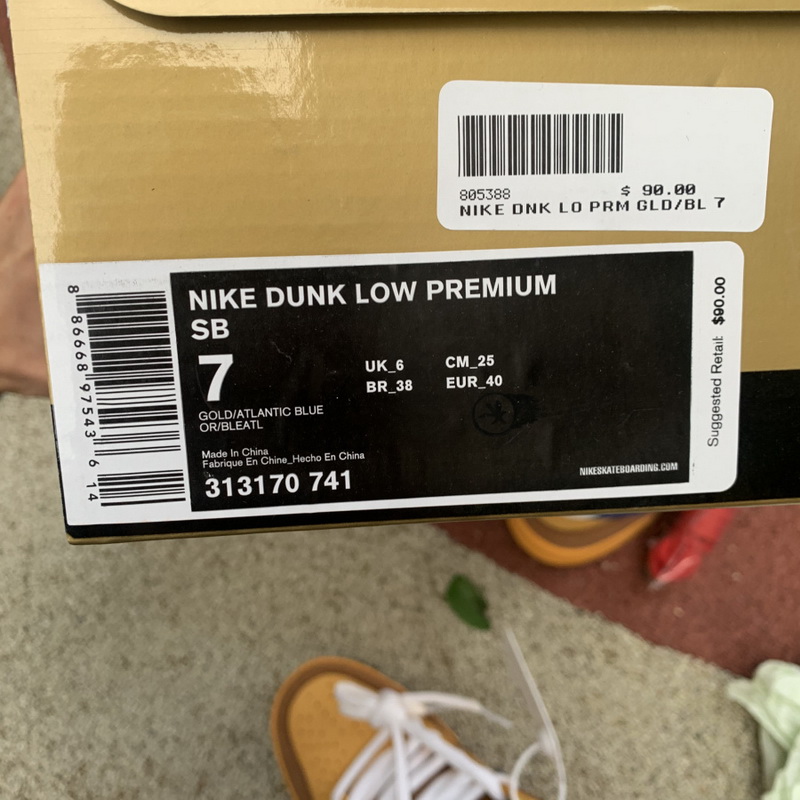 805388 $ 90.00
NIKE DNK LO PRM GLD/BL 7
8 86668 97543 6 14
NIKE DUNK LOW PREMIUM
SB
7
UK_6 CM_25
BR_38 EUR_40
GOLD/ATLANTIC BLUE
OR/BLEATL
Made In China
Fabrique En Chine_Hecho En China
313170 741
NIKESKATEBOARDING.COM
Suggested Retail: $90.00